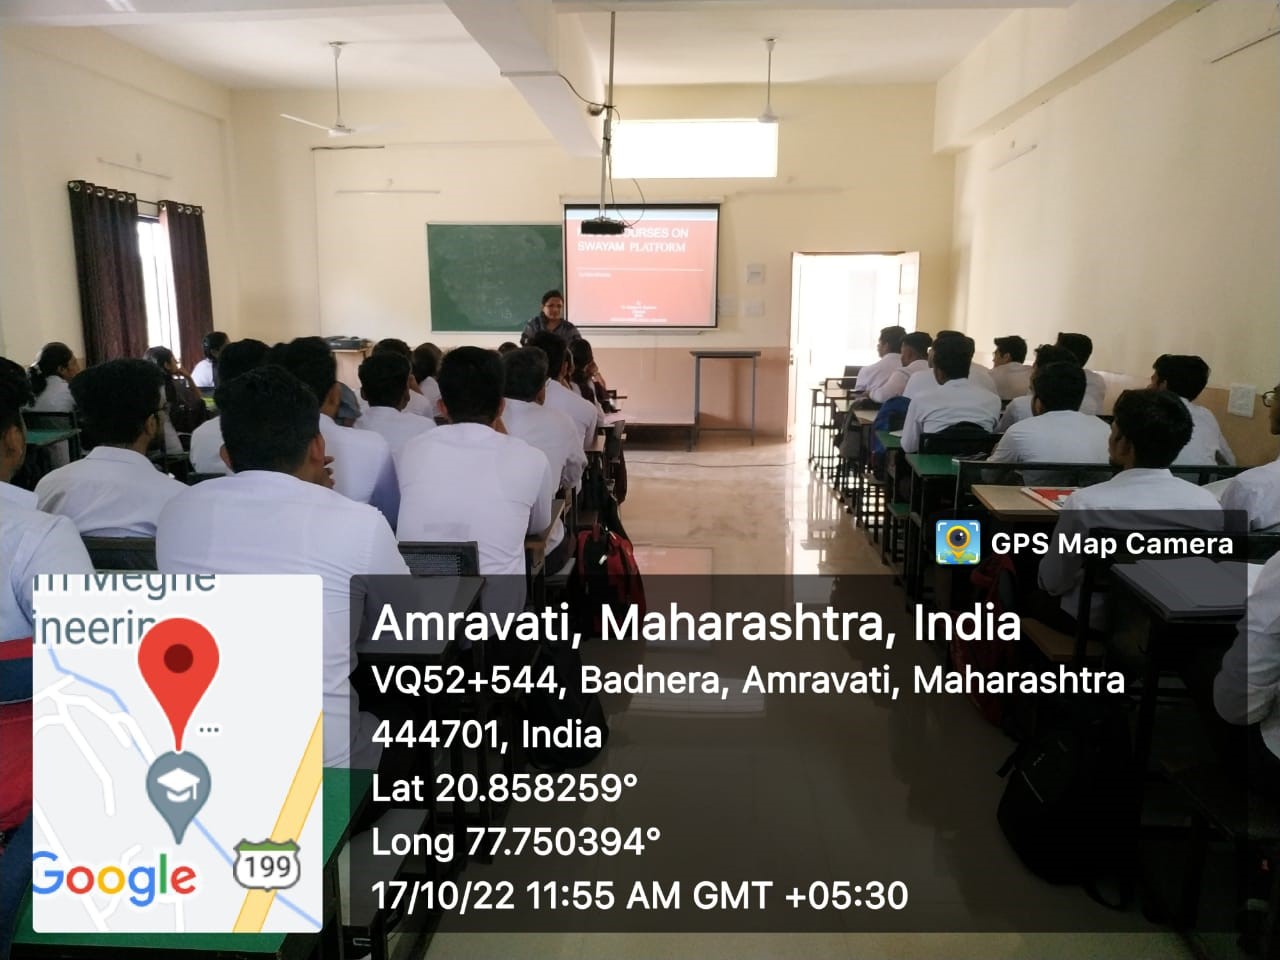 COURSES ON
SWAYAM PLATFORM
GPS Map Camera
Meghe
Amravati, Maharashtra, India
VQ52+544, Badnera, Amravati, Maharashtra
444701, India
Lat 20.858259°
Long 77.750394°
17/10/22 11:55 AM GMT +05:30
...
Google
199